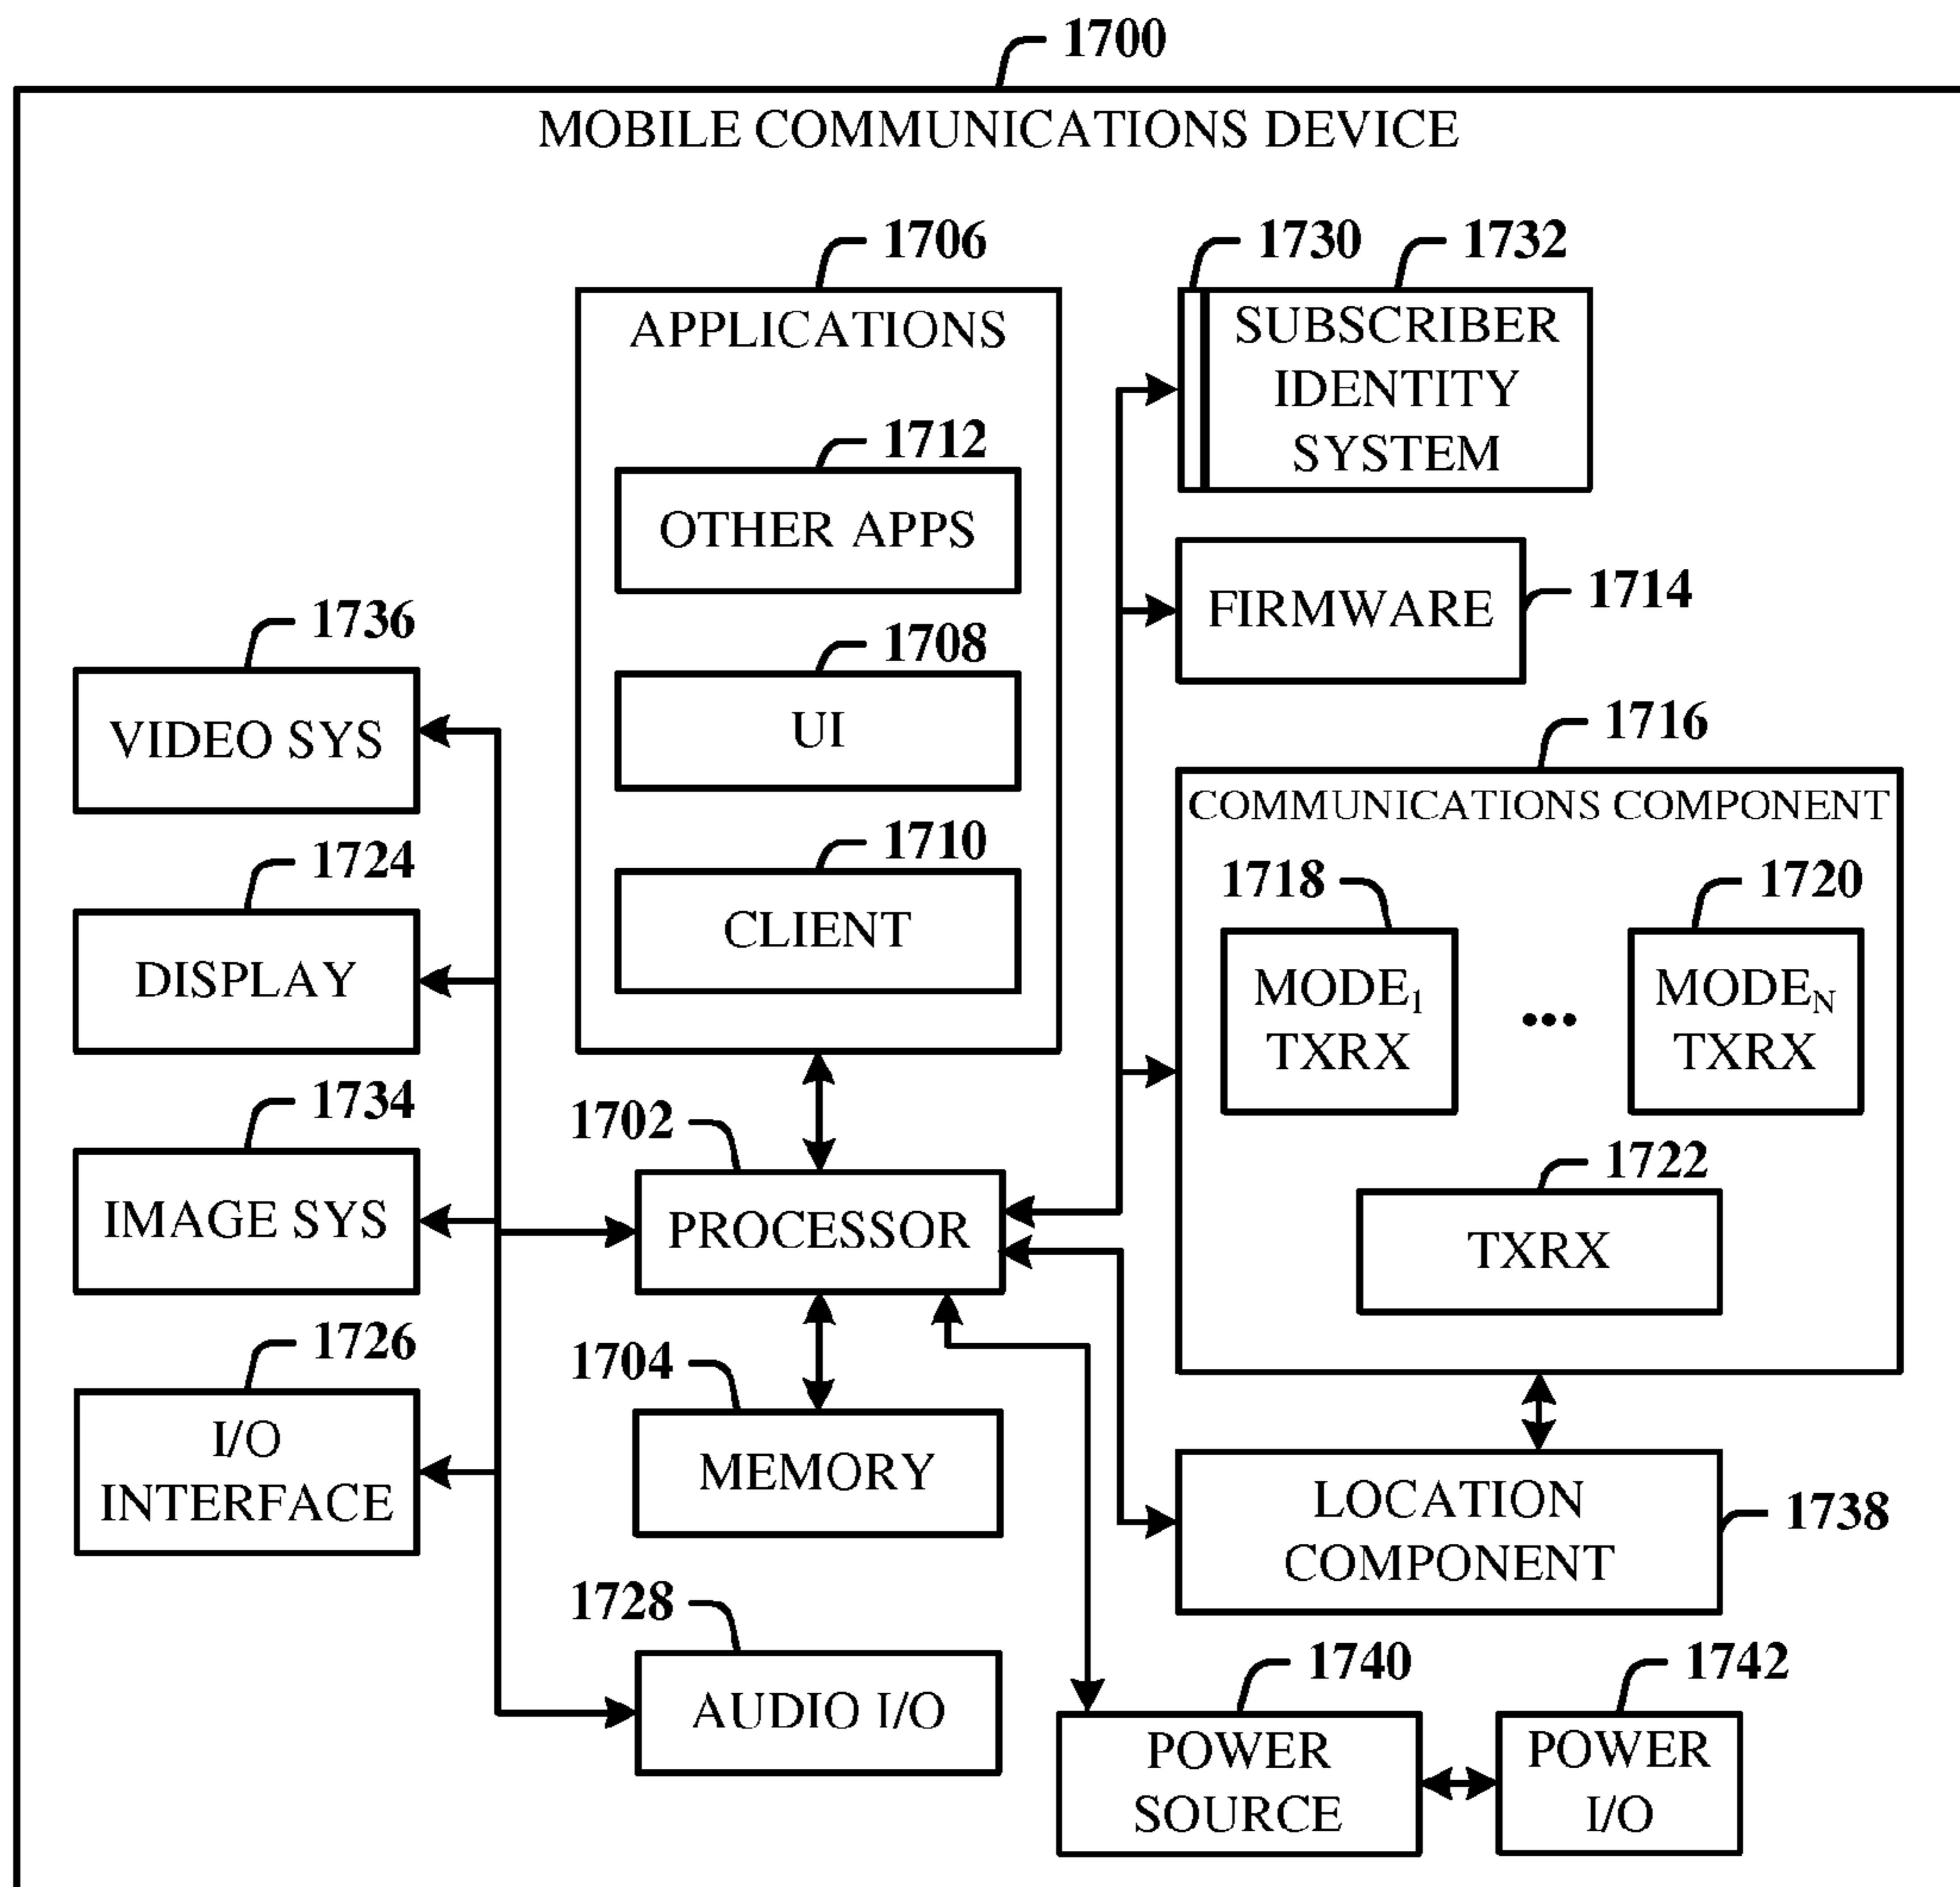 1700
MOBILE COMMUNICATIONS DEVICE
1706
APPLICATIONS
1712
OTHER APPS
1708
UI
1710
CLIENT
1730
1732
SUBSCRIBER
IDENTITY
SYSTEM
FIRMWARE
1714
1736
VIDEO SYS
1724
DISPLAY
1734
IMAGE SYS
1726
I/O
INTERFACE
1716
COMMUNICATIONS COMPONENT
1718
MODE1
TXRX
...
1720
MODEN
TXRX
1722
TXRX
1702
PROCESSOR
1704
MEMORY
LOCATION
COMPONENT
1738
1728
AUDIO I/O
1740
POWER
SOURCE
1742
POWER
I/O